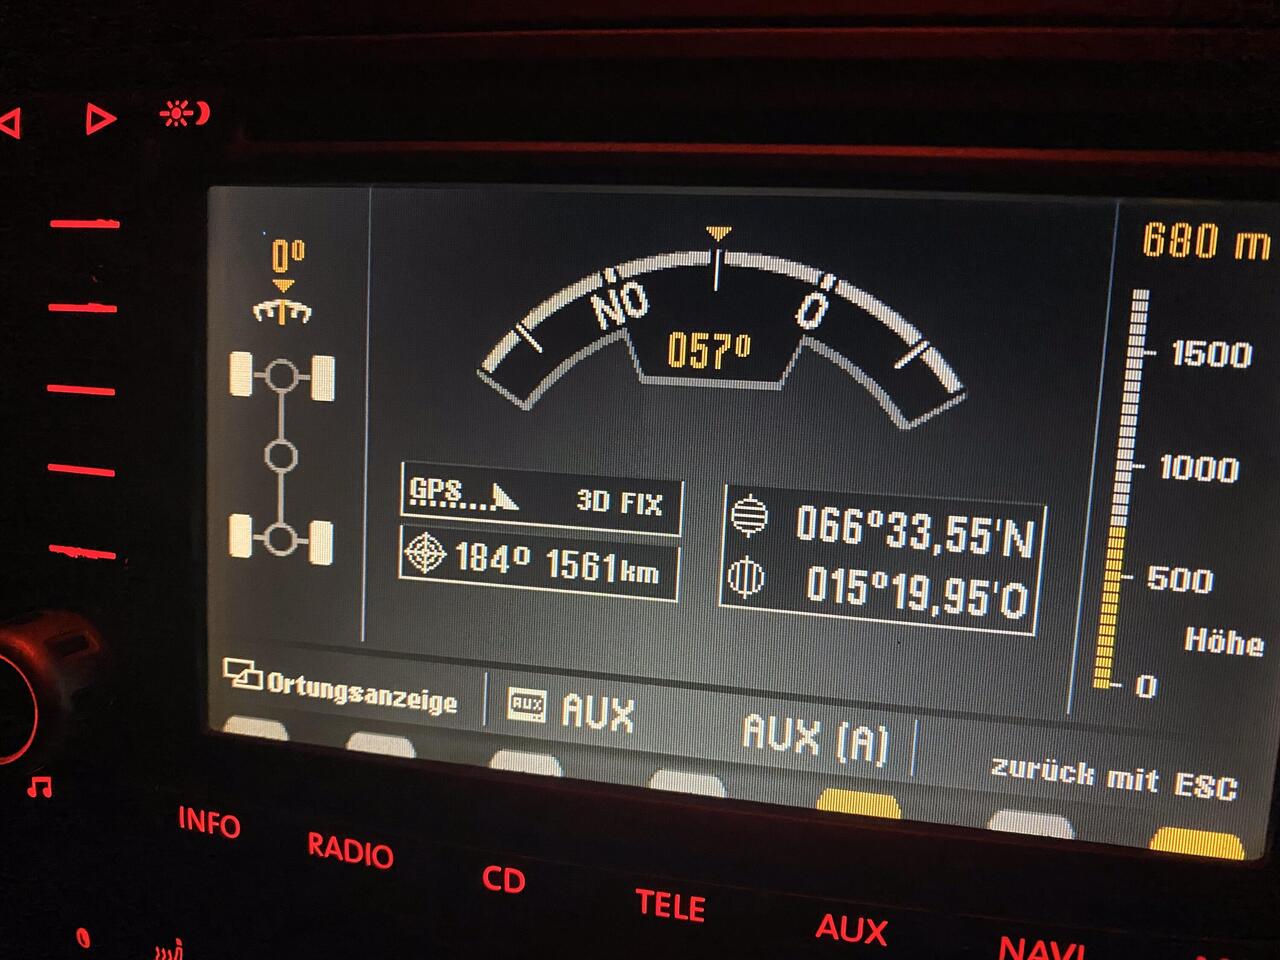 0°
680 m
NO
O
057°
1500
1000
500
Höhe
0
GPS
3D FIX
184° 1561km
066°33,55'N
015°19,95'O
Ortungsanzeige
AUX
AUX
AUX (A)
zurück mit ESC
INFO
RADIO
CD
TELE
AUX
NAVI